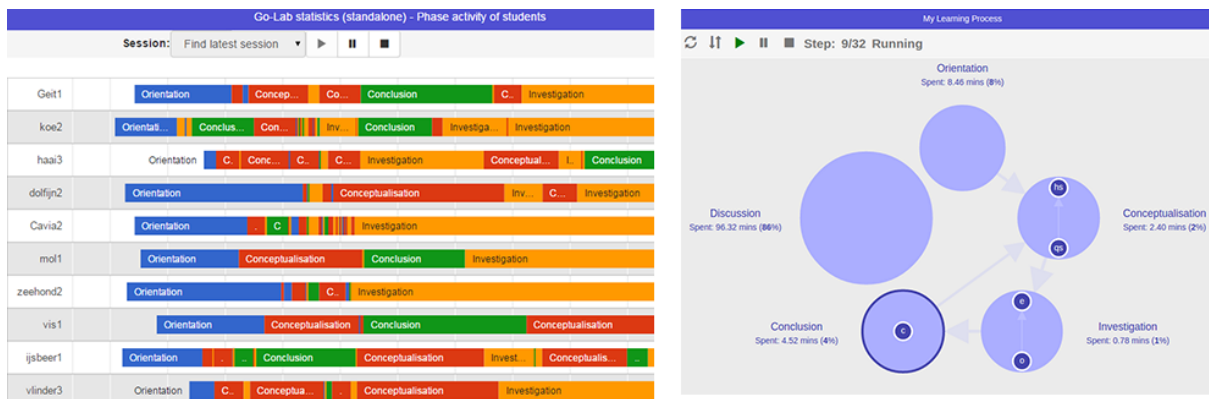 Go-Lab statistics (standalone) - Phase activity of students
Session: Find latest session
Geit1 Orientation Concep... Co... Conclusion C.. Investigation
koe2 Orientati... Conclus... Con... Inv... Conclusion Investiga... Investigation
haai3 Orientation C. Conc... C... C... Investigation Conceptual... I.. Conclusion
dolfijn2 Orientation Conceptualisation Inv... C... Investigation
Cavia2 Orientation . C Investigation
mol1 Orientation Conceptualisation Conclusion Investigation
zeehond2 Orientation C.. Investigation
vis1 Orientation Conceptualisation Conclusion Conceptualisation
ijsbeer1 Orientation . .. Conclusion Conceptualisation Invest... Conceptualis... ..
vlinder3 Orientation C.. Conceptua... . Conceptualisation Investigation
My Learning Process
Step: 9/32 Running
Orientation
Spent: 8.46 mins (8%)
hs
Discussion
Spent: 96.32 mins (86%)
Conceptualisation
Spent: 2.40 mins (2%)
qs
e
Conclusion
Spent: 4.52 mins (4%)
c
Investigation
Spent: 0.78 mins (1%)
o